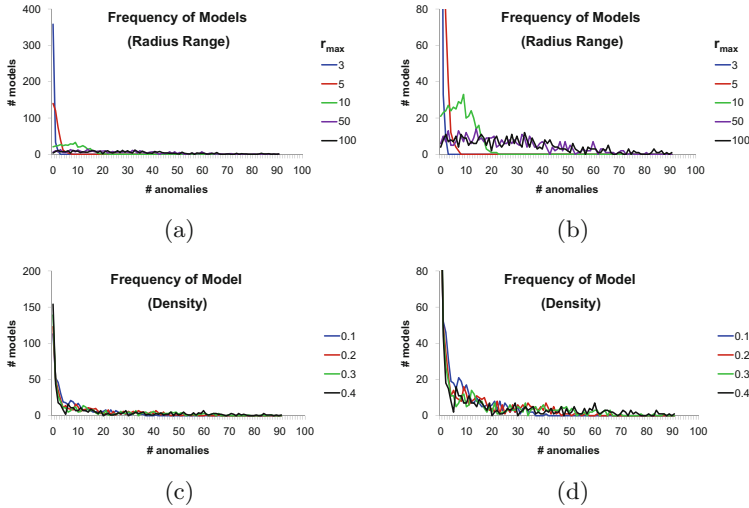 Frequency of Models
(Radius Range)
400
300
200
100
0
# models
0 10 20 30 40 50 60 70 80 90 100
# anomalies
r_max
3
5
10
50
100
(a)
Frequency of Models
(Radius Range)
80
60
40
20
0
# models
0 10 20 30 40 50 60 70 80 90 100
# anomalies
r_max
3
5
10
50
100
(b)
Frequency of Model
(Density)
200
150
100
50
0
# models
0 10 20 30 40 50 60 70 80 90 100
# anomalies
0.1
0.2
0.3
0.4
(c)
Frequency of Model
(Density)
80
60
40
20
0
# models
0 10 20 30 40 50 60 70 80 90 100
# anomalies
0.1
0.2
0.3
0.4
(d)